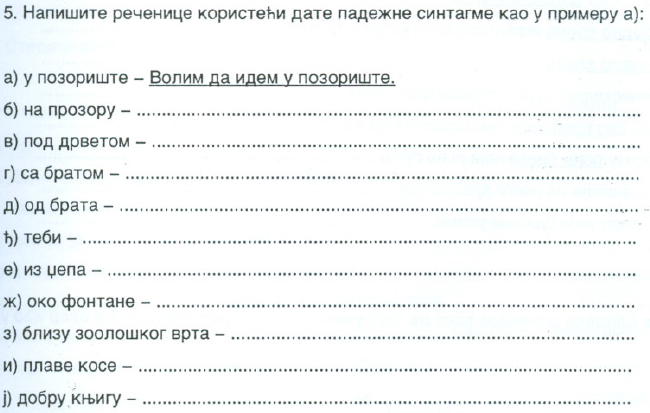 5. Напишите реченице користећи дате падежне синтагме као у примеру а):
а) у позориште – Волим да идем у позориште.
б) на прозору – ..............................
в) под дрветом – ..............................
г) са братом – ..............................
д) од брата – ..............................
ђ) теби – ..............................
е) из џепа – ..............................
ж) око фонтане – ..............................
з) близу зоолошког врта – ..............................
и) плаве косе – ..............................
ј) добру књигу – ..............................